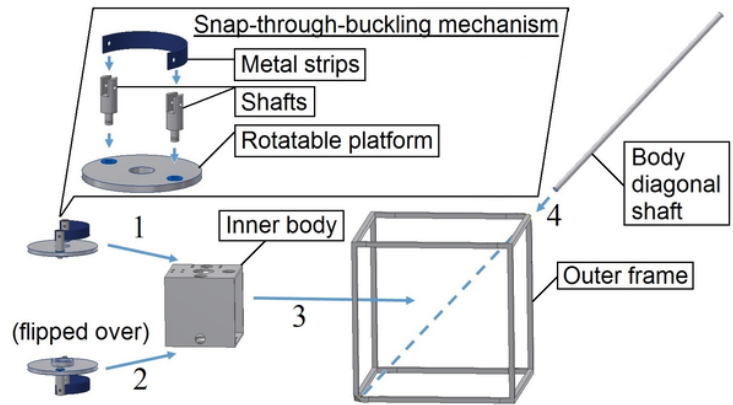 Snap-through-buckling mechanism
Metal strips
Shafts
Rotatable platform
Body
diagonal
shaft
4
1
Inner body
Outer frame
3
(flipped over)
2